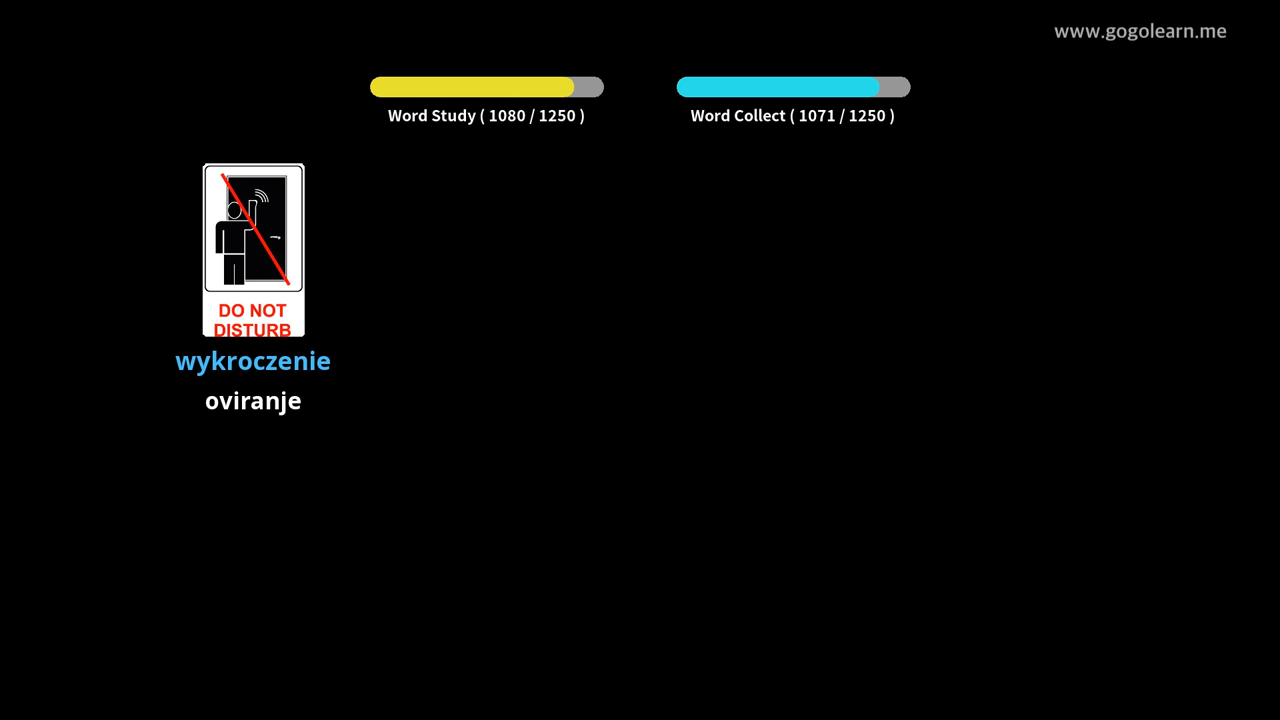 www.gogolearn.me
Word Study ( 1080 / 1250 )
Word Collect ( 1071 / 1250 )
DO NOT
DISTURB
wykroczenie
oviranje